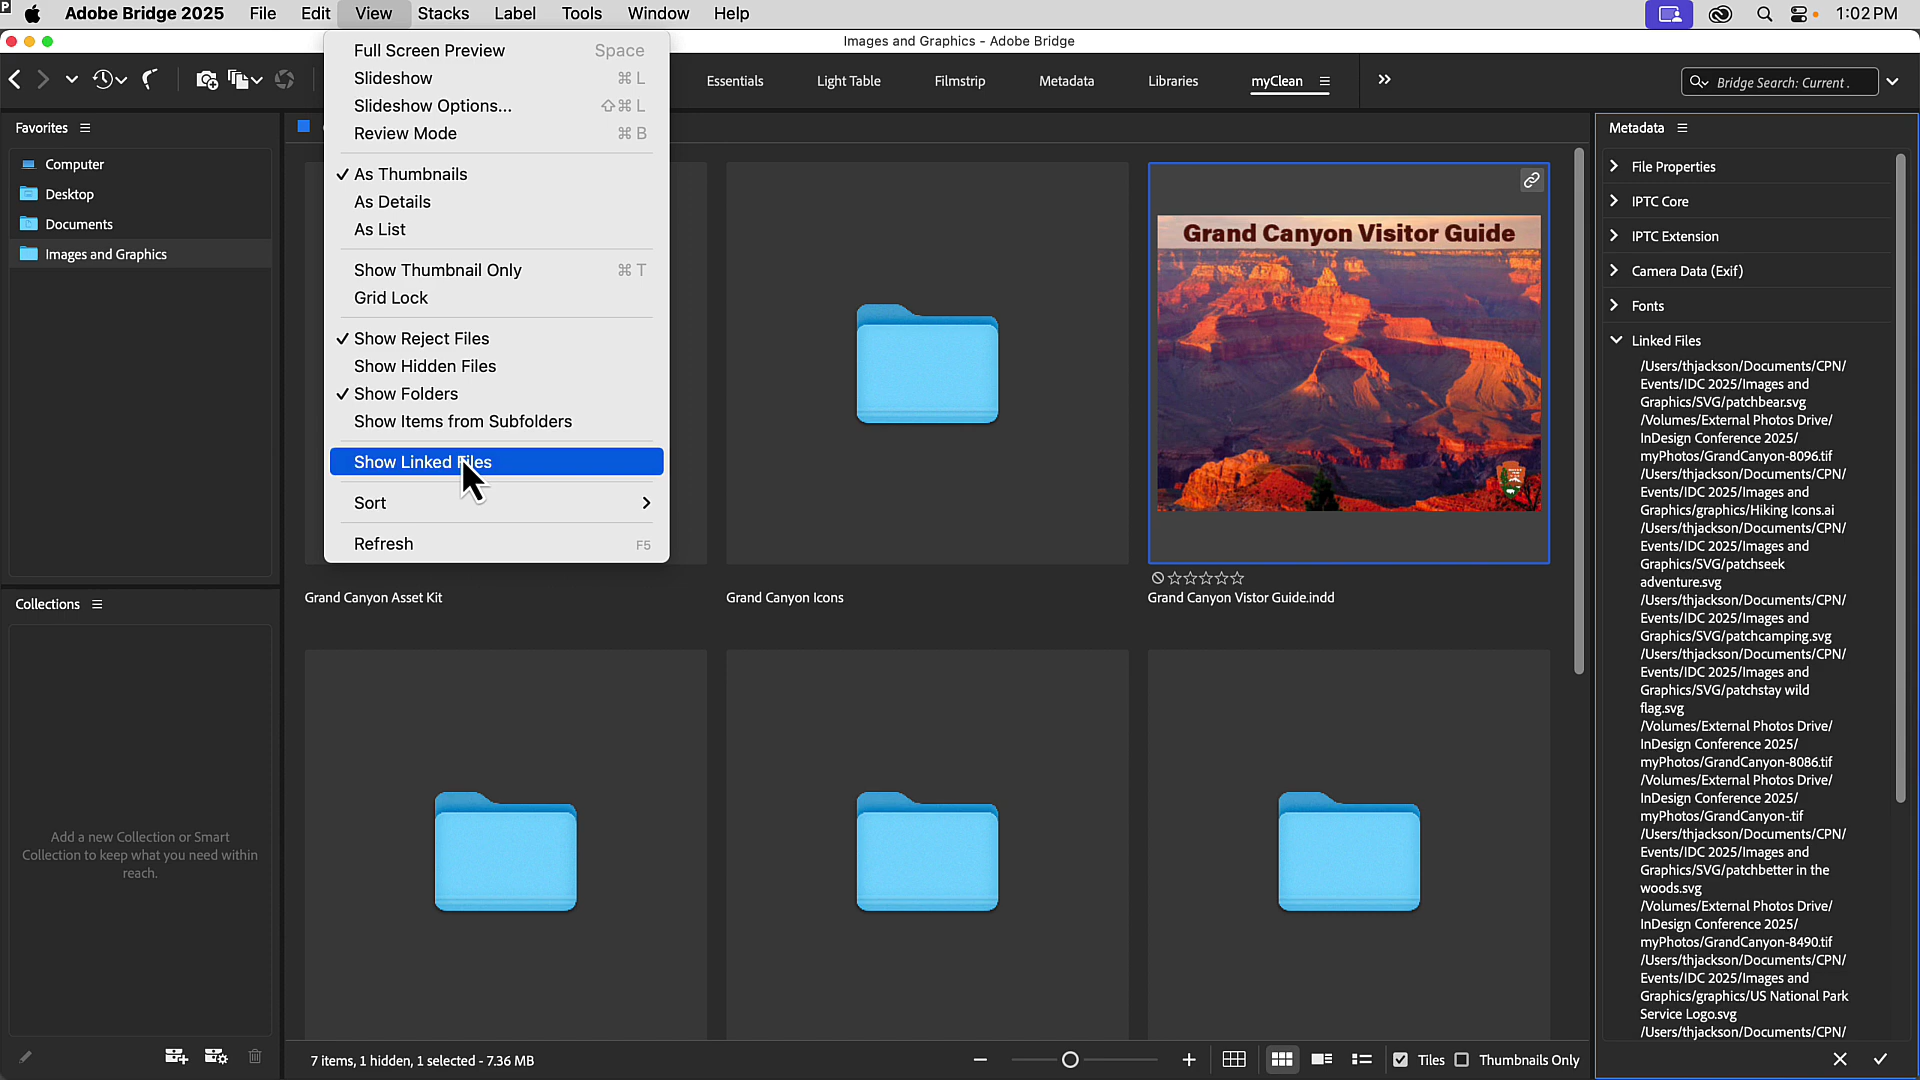 P
Adobe Bridge 2025 File Edit View Stacks Label Tools Window Help 1:02 PM
Images and Graphics - Adobe Bridge
Essentials Light Table Filmstrip Metadata Libraries myClean Bridge Search: Current .
Full Screen Preview Space
Slideshow ⌘ L
Slideshow Options... ⇧⌘ L
Review Mode ⌘ B
As Thumbnails
As Details
As List
Show Thumbnail Only ⌘ T
Grid Lock
Show Reject Files
Show Hidden Files
Show Folders
Show Items from Subfolders
Show Linked Files
Sort
Refresh F5
Favorites
Computer
Desktop
Documents
Images and Graphics
Collections
Add a new Collection or Smart
Collection to keep what you need within
reach.
Grand Canyon Visitor Guide
Grand Canyon Asset Kit
Grand Canyon Icons
Grand Canyon Vistor Guide.indd
7 items, 1 hidden, 1 selected - 7.36 MB
Tiles
Thumbnails Only
Metadata
File Properties
IPTC Core
IPTC Extension
Camera Data (Exif)
Fonts
Linked Files
/Users/thjackson/Documents/CPN/
Events/IDC 2025/Images and
Graphics/SVG/patchbear.svg
/Volumes/External Photos Drive/
InDesign Conference 2025/
myPhotos/GrandCanyon-8096.tif
/Users/thjackson/Documents/CPN/
Events/IDC 2025/Images and
Graphics/graphics/Hiking Icons.ai
/Users/thjackson/Documents/CPN/
Events/IDC 2025/Images and
Graphics/SVG/patchseek
adventure.svg
/Users/thjackson/Documents/CPN/
Events/IDC 2025/Images and
Graphics/SVG/patchcamping.svg
/Users/thjackson/Documents/CPN/
Events/IDC 2025/Images and
Graphics/SVG/patchstay wild
flag.svg
/Volumes/External Photos Drive/
InDesign Conference 2025/
myPhotos/GrandCanyon-8086.tif
/Volumes/External Photos Drive/
InDesign Conference 2025/
myPhotos/GrandCanyon-.tif
/Users/thjackson/Documents/CPN/
Events/IDC 2025/Images and
Graphics/SVG/patchbetter in the
woods.svg
/Volumes/External Photos Drive/
InDesign Conference 2025/
myPhotos/GrandCanyon-8490.tif
/Users/thjackson/Documents/CPN/
Events/IDC 2025/Images and
Graphics/graphics/US National Park
Service Logo.svg
/Users/thjackson/Documents/CPN/